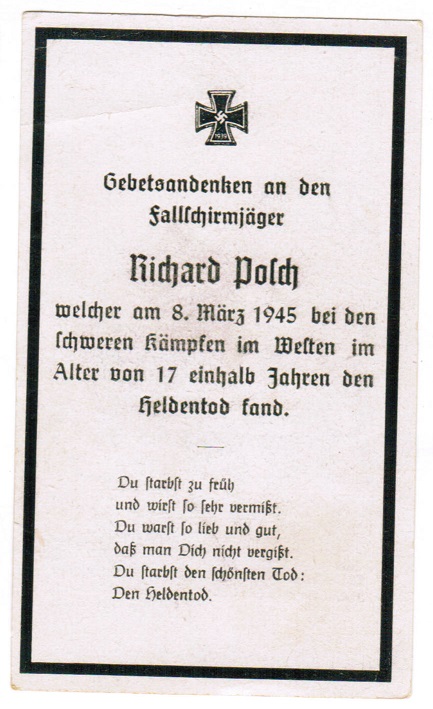 1939
Gebetsandenken an den
Fallschirmjäger
Richard Posch
welcher am 8. März 1945 bei den
schweren Kämpfen im Westen im
Alter von 17 einhalb Jahren den
Heldentod fand.
Du starbst zu früh
und wirst so sehr vermißt.
Du warst so lieb und gut,
daß man Dich nicht vergißt.
Du starbst den schönsten Tod:
Den Heldentod.